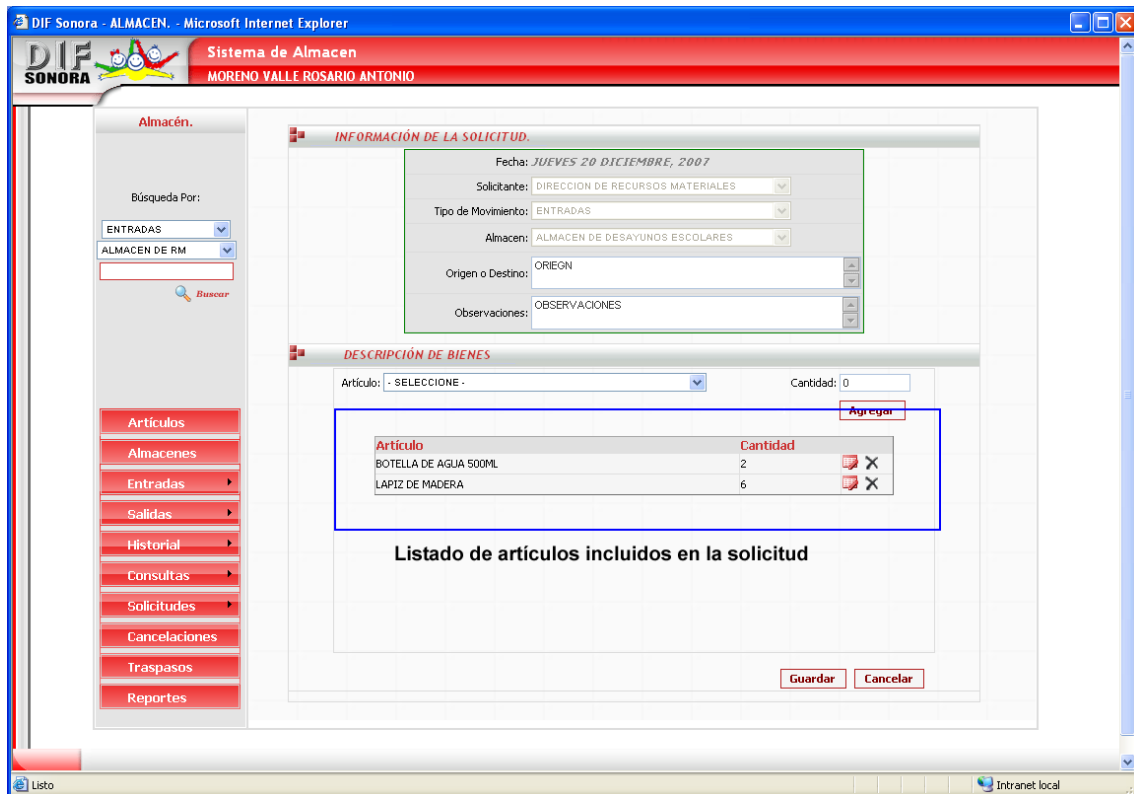 DIF Sonora - ALMACEN. - Microsoft Internet Explorer
DIF
SONORA
Sistema de Almacen
MORENO VALLE ROSARIO ANTONIO
Almacén.
Búsqueda Por:
ENTRADAS
ALMACEN DE RM
Buscar
Artículos
Almacenes
Entradas
Salidas
Historial
Consultas
Solicitudes
Cancelaciones
Traspasos
Reportes
INFORMACIÓN DE LA SOLICITUD.
Fecha: JUEVES 20 DICIEMBRE, 2007
Solicitante: DIRECCION DE RECURSOS MATERIALES
Tipo de Movimiento: ENTRADAS
Almacen: ALMACEN DE DESAYUNOS ESCOLARES
Origen o Destino: ORIEGN
Observaciones: OBSERVACIONES
DESCRIPCIÓN DE BIENES
Artículo: - SELECCIONE - Cantidad: 0
Agregar
Artículo Cantidad
BOTELLA DE AGUA 500ML 2
LAPIZ DE MADERA 6
Listado de artículos incluidos en la solicitud
Guardar Cancelar
Listo Intranet local